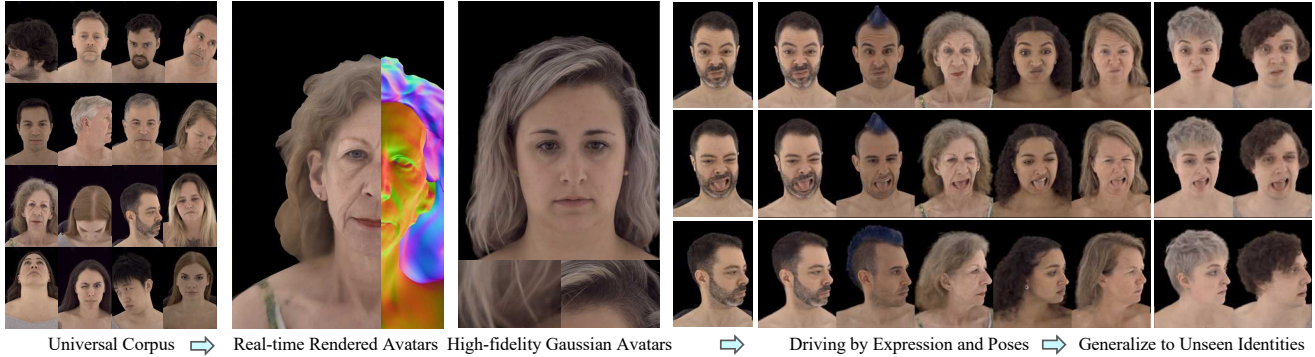 Universal Corpus
Real-time Rendered Avatars
High-fidelity Gaussian Avatars
Driving by Expression and Poses
Generalize to Unseen Identities